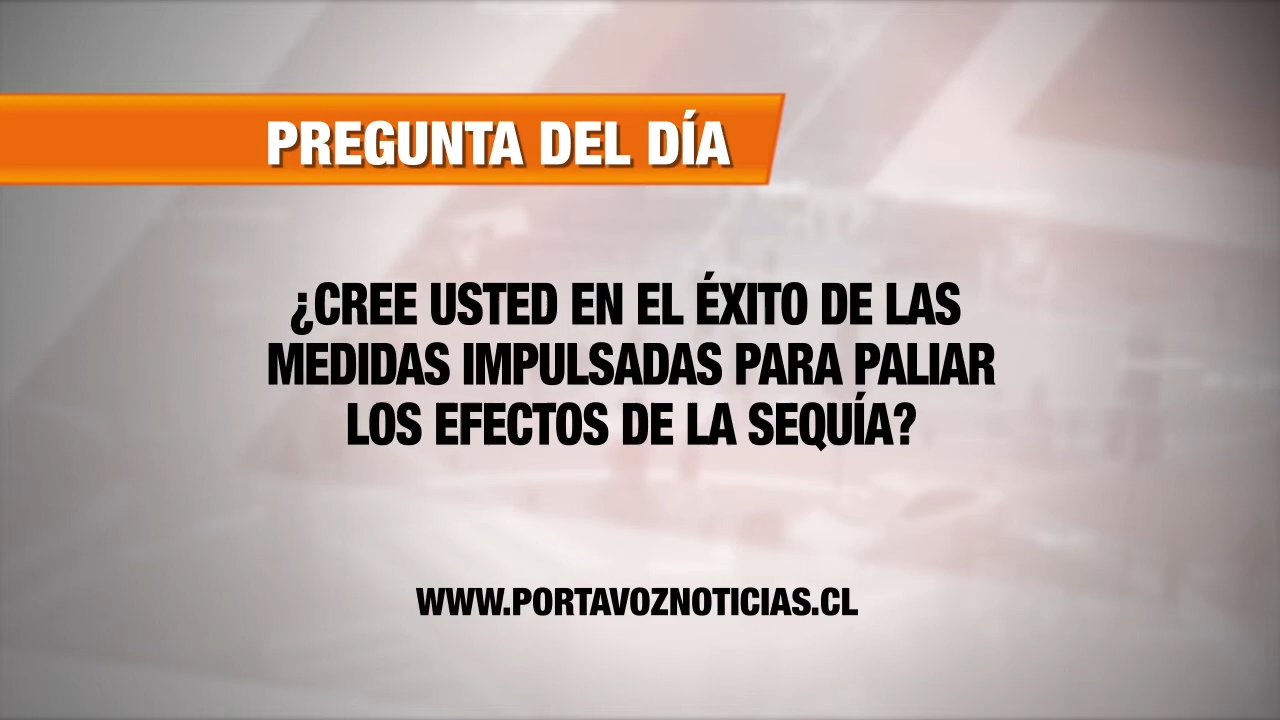 PREGUNTA DEL DÍA
¿CREE USTED EN EL ÉXITO DE LAS
MEDIDAS IMPULSADAS PARA PALIAR
LOS EFECTOS DE LA SEQUÍA?
WWW.PORTAVOZNOTICIAS.CL